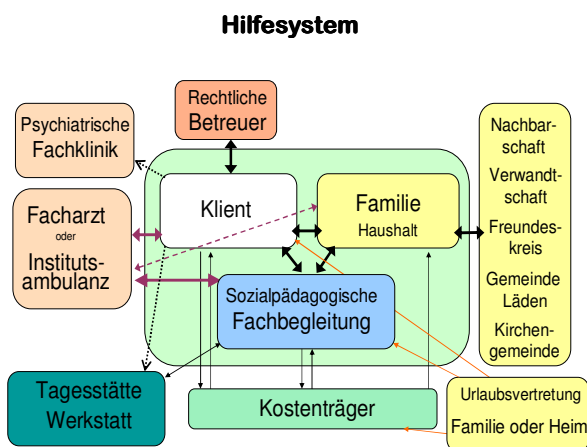 Hilfesystem
Rechtliche
Betreuer
Psychiatrische
Fachklinik
Nachbar-
schaft
Verwandt-
schaft
Freundes-
kreis
Gemeinde
Läden
Kirchen-
gemeinde
Klient
Familie
Haushalt
Facharzt
oder
Instituts-
ambulanz
Sozialpädagogische
Fachbegleitung
Tagesstätte
Werkstatt
Kostenträger
Urlaubsvertretung
Familie oder Heim